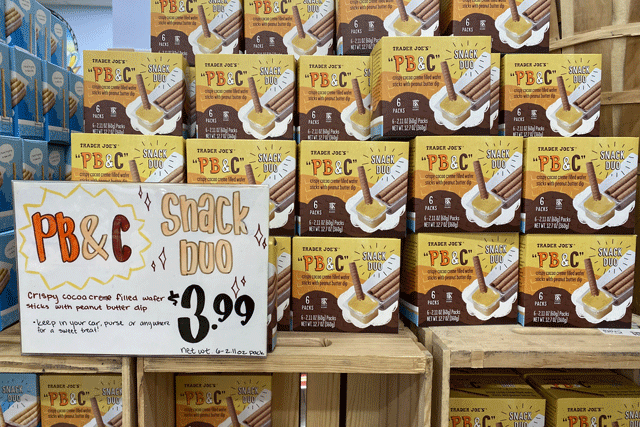 PB&C
Snack
DUO
Crispy cocoa creme filled wafer
sticks with peanut butter dip
$3.99
• keep in your car, purse or anywhere
for a sweet treat!
net wt. 6-2.11 oz pack
TRADER JOE'S
"PB&C"
SNACK
DUO
crispy cocoa creme filled wafer
sticks with peanut butter dip
6
PACKS
6 - 2.11 OZ (60g) Packs
NET WT. 12.7 OZ (360g)